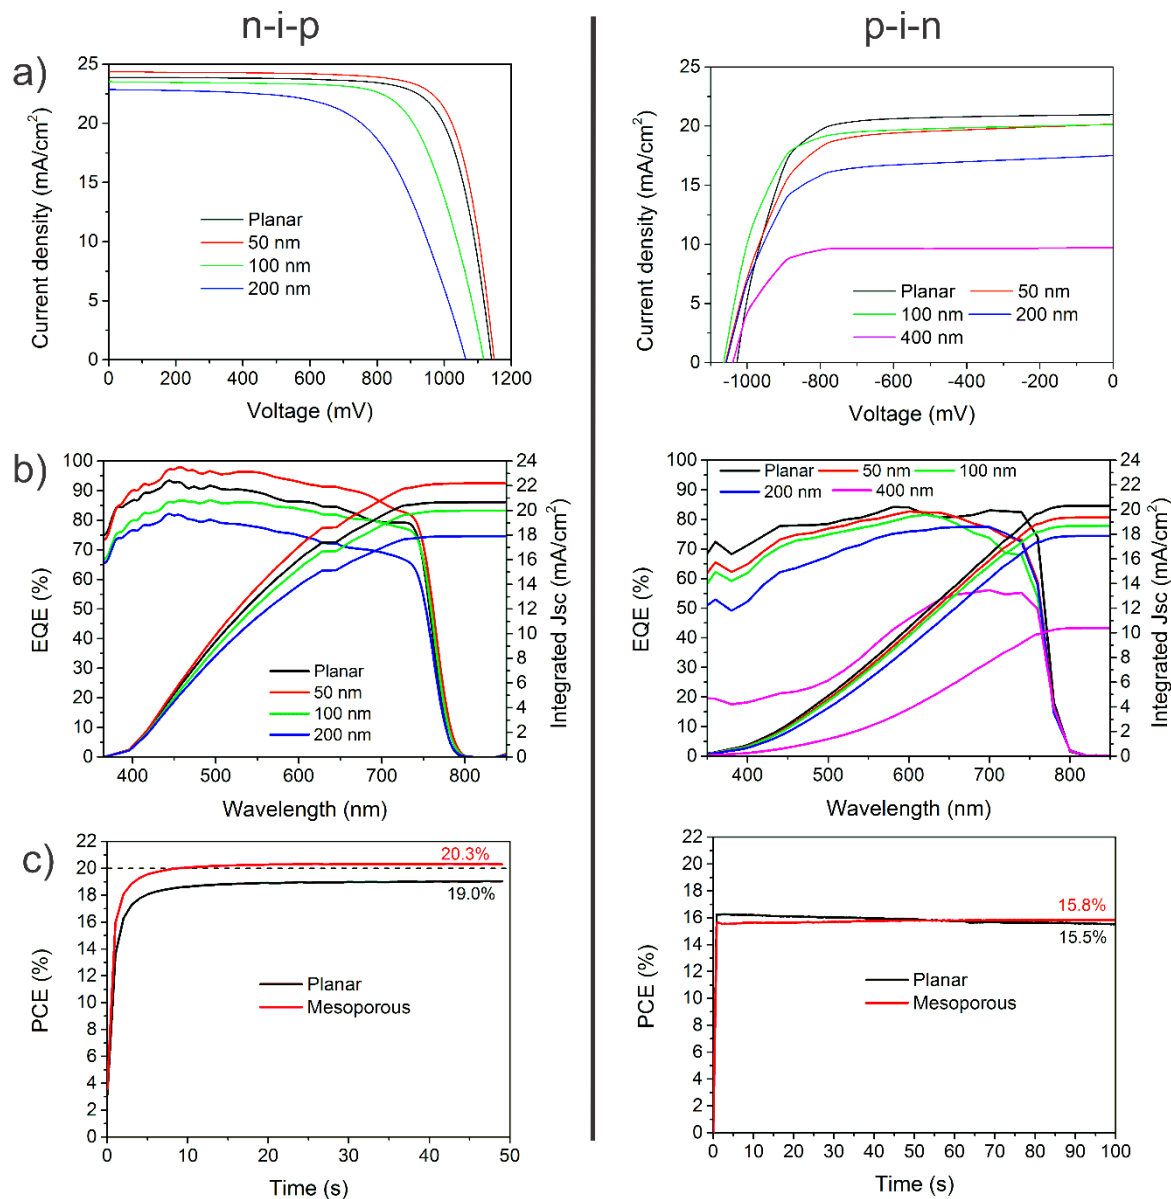 n-i-p
p-i-n
a)
25
20
15
10
5
0
Current density (mA/cm²)
Planar
50 nm
100 nm
200 nm
0 200 400 600 800 1000 1200
Voltage (mV)
25
20
15
10
5
0
Current density (mA/cm²)
Planar 50 nm
100 nm 200 nm
400 nm
-1000 -800 -600 -400 -200 0
Voltage (mV)
b)
100
90
80
70
60
50
40
30
20
10
0
EQE (%)
Planar
50 nm
100 nm
200 nm
24
22
20
18
16
14
12
10
8
6
4
2
0
Integrated Jsc (mA/cm²)
400 500 600 700 800
Wavelength (nm)
100
90
80
70
60
50
40
30
20
10
0
EQE (%)
Planar 50 nm 100 nm
200 nm 400 nm
24
22
20
18
16
14
12
10
8
6
4
2
0
Integrated Jsc (mA/cm²)
400 500 600 700 800
Wavelength (nm)
c)
22
20
18
16
14
12
10
8
6
4
2
0
PCE (%)
20.3%
19.0%
Planar
Mesoporous
0 10 20 30 40 50
Time (s)
22
20
18
16
14
12
10
8
6
4
2
0
PCE (%)
15.8%
15.5%
Planar
Mesoporous
0 10 20 30 40 50 60 70 80 90 100
Time (s)